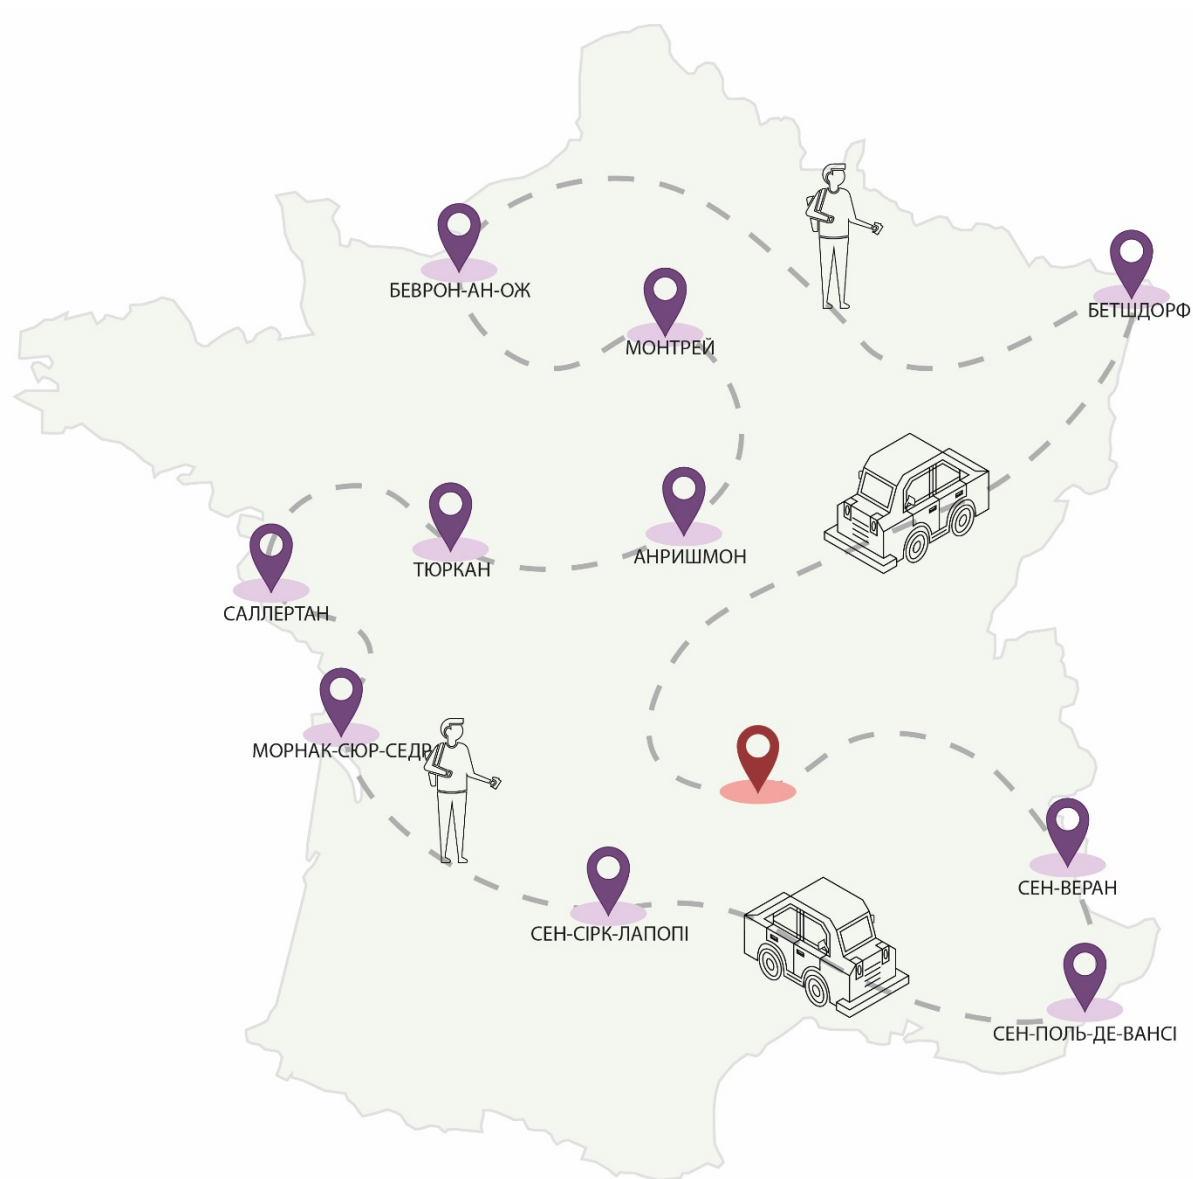 БЕВРОН-АН-ОЖ
МОНТРЕЙ
БЕТШДОРФ
АНРИШМОН
ТЮРКАН
САЛЛЕРТАН
МОРНАК-СЮР-СЕДР
СЕН-ВЕРАН
СЕН-СІРК-ЛАПОПІ
СЕН-ПОЛЬ-ДЕ-ВАНСІ